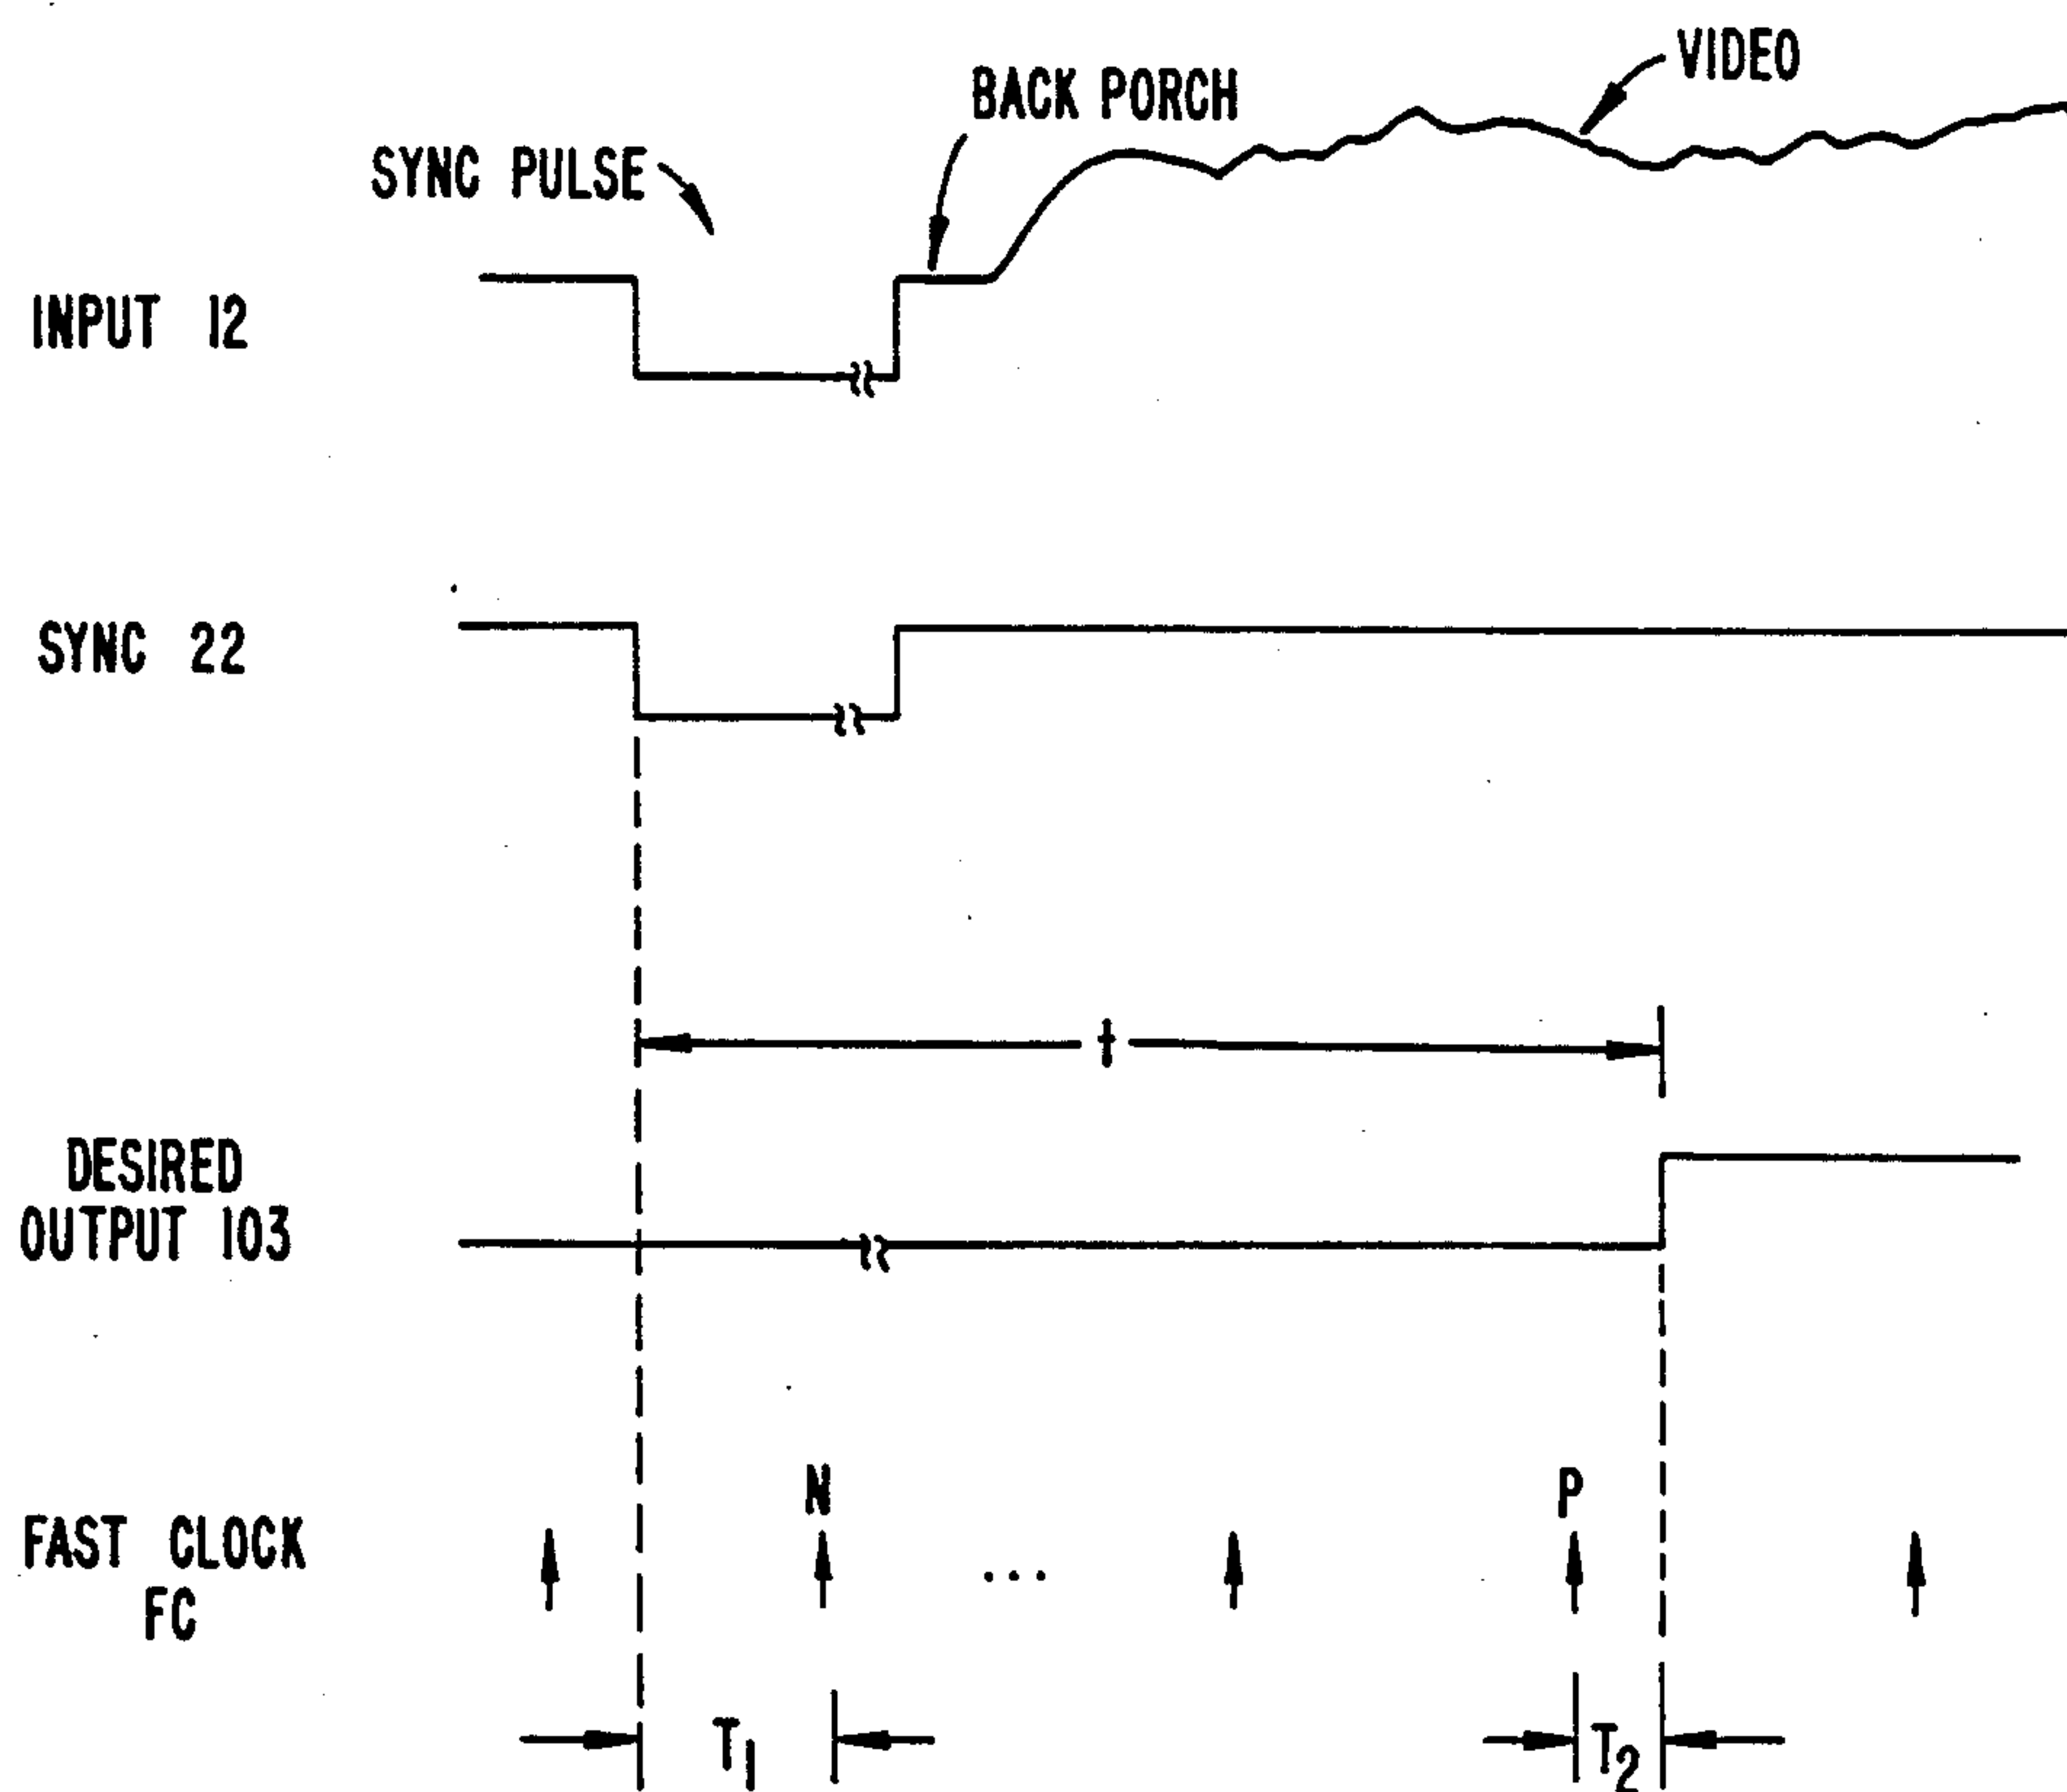 VIDEO
BACK PORCH
SYNC PULSE
INPUT 12
SYNC 22
t
DESIRED
OUTPUT 103
N
P
FAST CLOCK
FC
...
T1
T2